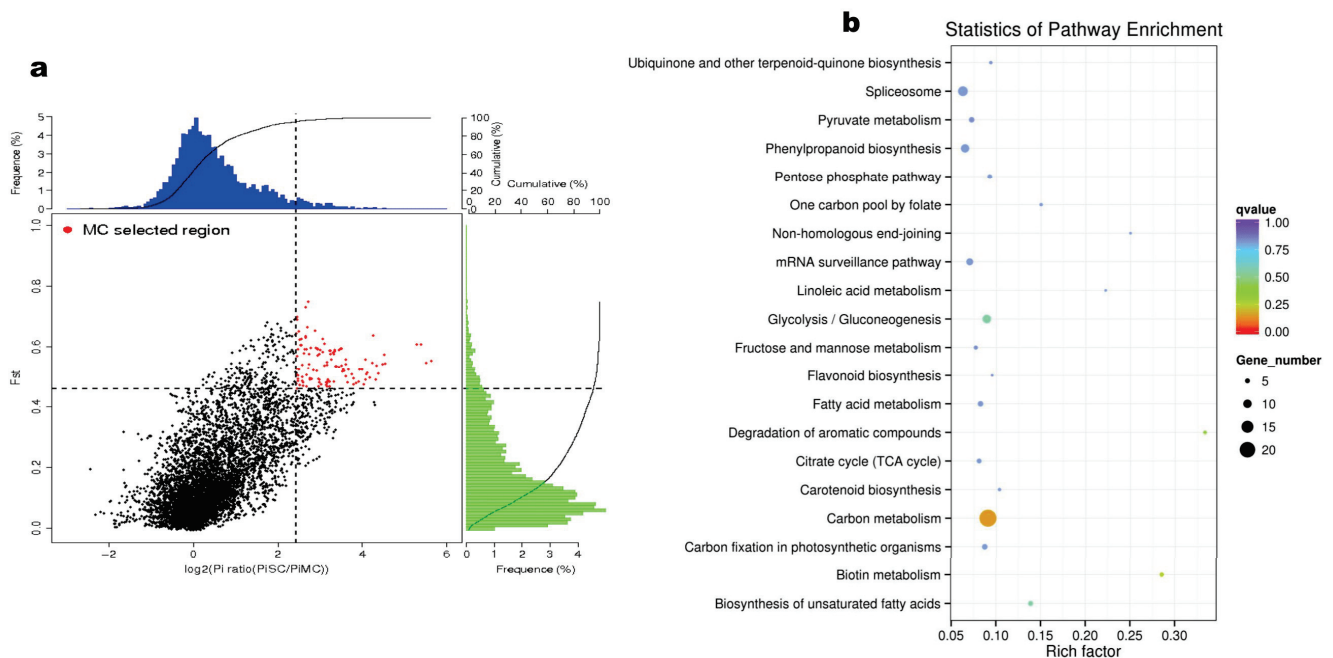 a
Frequency (%)
5
4
3
2
1
0
100
80
60
40
20
0
Cumulative (%)
Cumulative (%)
0 20 40 60 80 100
MC selected region
Fst
1.0
0.8
0.6
0.4
0.2
0.0
-2 0 2 4 6
log2(Pi ratio(PiSC/PiMC))
0 1 2 3 4
Frequence (%)
b
Statistics of Pathway Enrichment
Ubiquinone and other terpenoid-quinone biosynthesis
Spliceosome
Pyruvate metabolism
Phenylpropanoid biosynthesis
Pentose phosphate pathway
One carbon pool by folate
Non-homologous end-joining
mRNA surveillance pathway
Linoleic acid metabolism
Glycolysis / Gluconeogenesis
Fructose and mannose metabolism
Flavonoid biosynthesis
Fatty acid metabolism
Degradation of aromatic compounds
Citrate cycle (TCA cycle)
Carotenoid biosynthesis
Carbon metabolism
Carbon fixation in photosynthetic organisms
Biotin metabolism
Biosynthesis of unsaturated fatty acids
0.05 0.10 0.15 0.20 0.25 0.30
Rich factor
qvalue
1.00
0.75
0.50
0.25
0.00
Gene_number
5
10
15
20